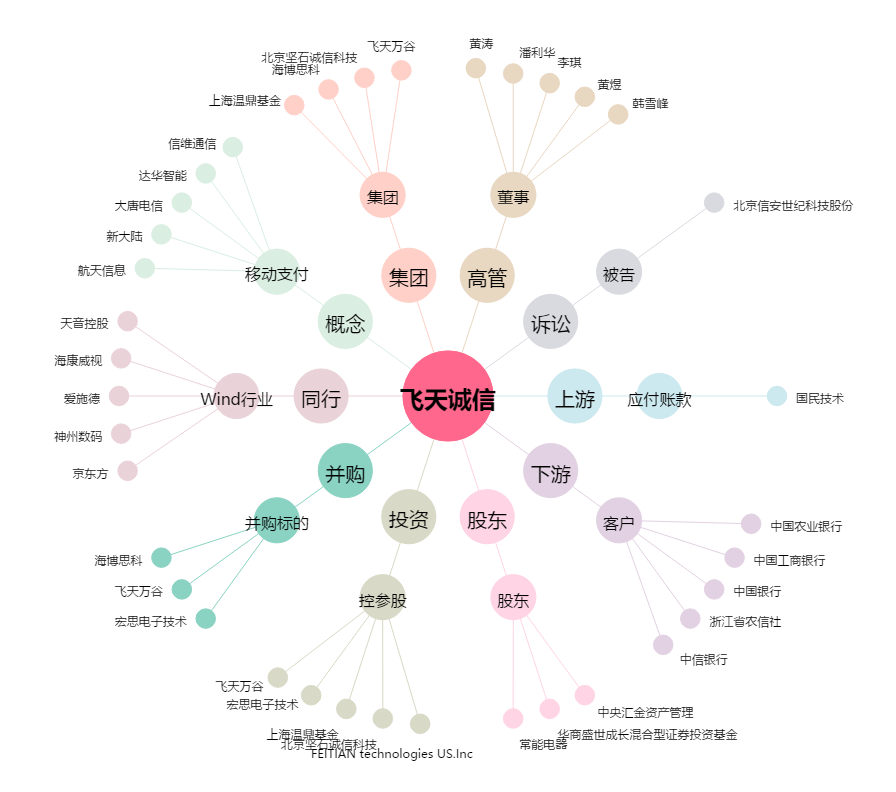 黄涛
飞天万谷
潘利华
北京坚石诚信科技
李琪
海博思科
黄煜
上海温鼎基金
韩雪峰
信维通信
达华智能
集团
董事
大唐电信
北京信安世纪科技股份
新大陆
航天信息
移动支付
集团
高管
被告
天音控股
概念
诉讼
海康威视
爱施德
Wind行业
同行
飞天诚信
上游
应付账款
国民技术
神州数码
京东方
并购
下游
并购标的
投资
股东
客户
中国农业银行
海博思科
中国工商银行
飞天万谷
中国银行
宏思电子技术
控参股
股东
浙江省农信社
中信银行
飞天万谷
宏思电子技术
中央汇金资产管理
上海温鼎基金
华商盛世成长混合型证券投资基金
北京坚石诚信科技
常能电器
FEITIAN technologies US.Inc